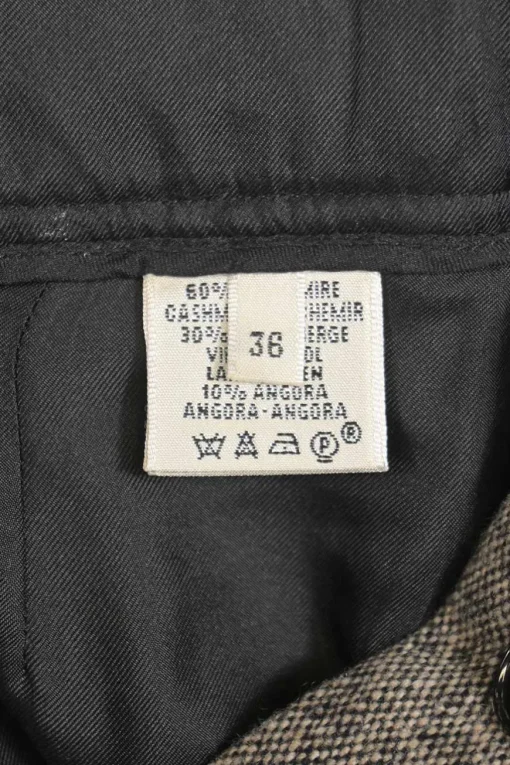 60%
MIRE
CASHM
HEMIR
30%
ERGE
36
VI
OL
LA
EN
10% ANGORA
ANGORA-ANGORA
P
®